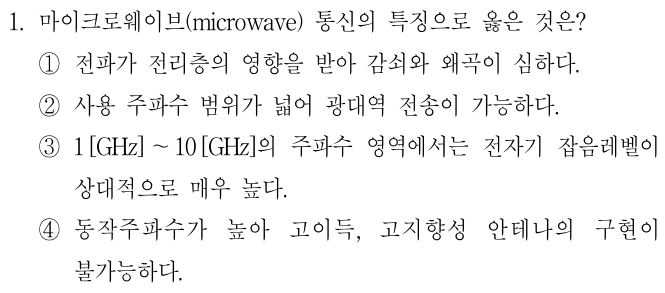 1. 마이크로웨이브(microwave) 통신의 특징으로 옳은 것은?
① 전파가 전리층의 영향을 받아 감쇠와 왜곡이 심하다.
② 사용 주파수 범위가 넓어 광대역 전송이 가능하다.
③ 1[GHz] ~ 10[GHz]의 주파수 영역에서는 전자기 잡음레벨이
상대적으로 매우 높다.
④ 동작주파수가 높아 고이득, 고지향성 안테나의 구현이
불가능하다.